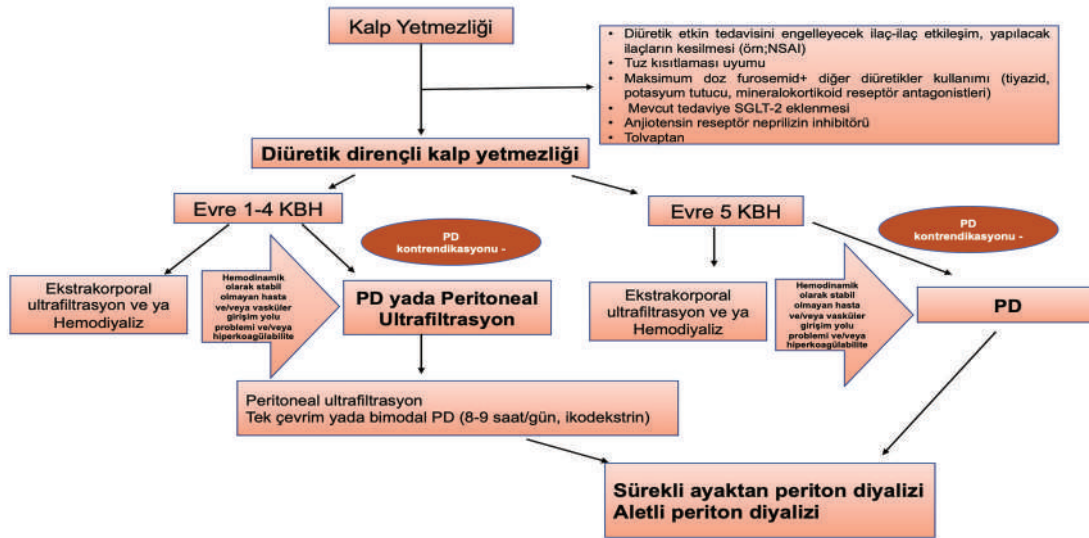 Kalp Yetmezliği
• Diüretik etkin tedavisini engelleyecek ilaç-ilaç etkileşim, yapılacak
ilaçların kesilmesi (örn;NSAI)
• Tuz kısıtlaması uyumu
• Maksimum doz furosemid+ diğer diüretikler kullanımı (tiyazid,
potasyum tutucu, mineralokortikoid reseptör antagonistleri)
• Mevcut tedaviye SGLT-2 eklenmesi
• Anjiotensin reseptör neprilizin inhibitörü
• Tolvaptan
Diüretik dirençli kalp yetmezliği
Evre 1-4 KBH
Evre 5 KBH
PD
kontrendikasyonu -
PD
kontrendikasyonu -
Ekstrakorporal
ultrafiltrasyon ve ya
Hemodiyaliz
Hemodinamik
olarak stabil
olmayan hasta
ve/veya vasküler
girişim yolu
problemi ve/veya
hiperkoagülabilite
PD yada Peritoneal
Ultrafiltrasyon
Ekstrakorporal
ultrafiltrasyon ve ya
Hemodiyaliz
Hemodinamik
olarak stabil
olmayan hasta
ve/veya vasküler
girişim yolu
problemi ve/veya
hiperkoagülabilite
PD
Peritoneal ultrafiltrasyon
Tek çevrim yada bimodal PD (8-9 saat/gün, ikodekstrin)
Sürekli ayaktan periton diyalizi
Aletli periton diyalizi